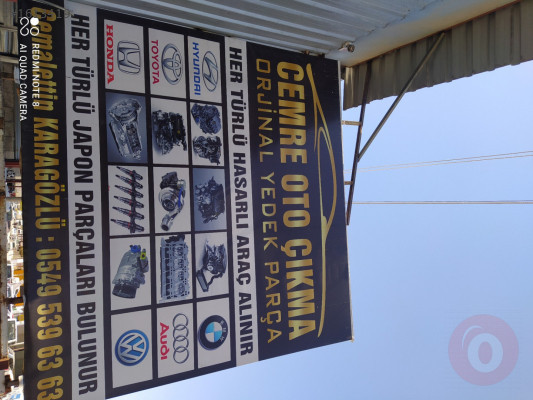 CEMRE OTO ÇIKMA
ORJİNAL YEDEK PARÇA
HER TÜRLÜ HASARLI ARAÇ ALINIR
HYUNDAI
TOYOTA
HONDA
BMW
Audi
HER TÜRLÜ JAPON PARÇALARI BULUNUR
Cemalettin KARAGÖZLÜ : 0549 539 63 63
REDMI NOTE 8
AI QUAD CAMERA